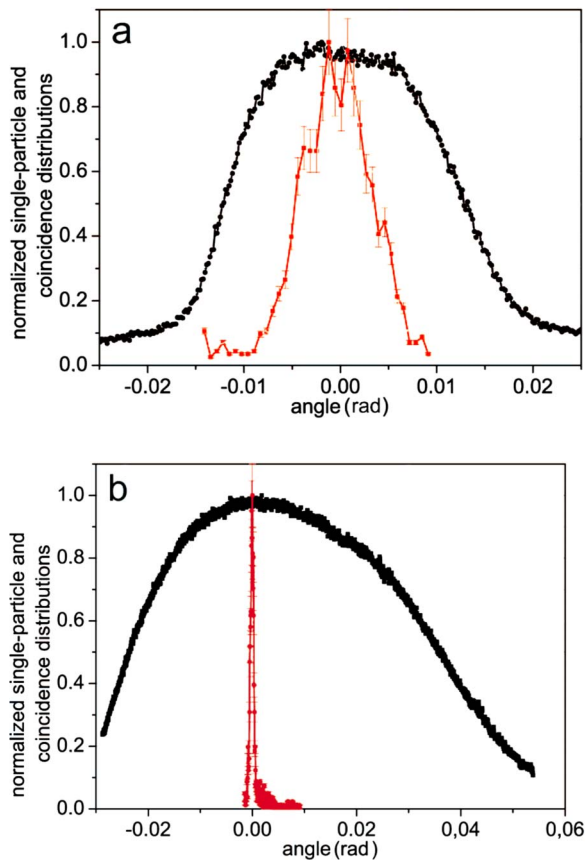 a
normalized single-particle and
coincidence distributions
1.0
0.8
0.6
0.4
0.2
0.0
-0.02 -0.01 0.00 0.01 0.02
angle (rad)
b
normalized single-particle and
coincidence distributions
1.0
0.8
0.6
0.4
0.2
0.0
-0.02 0.00 0.02 0,04 0,06
angle (rad)